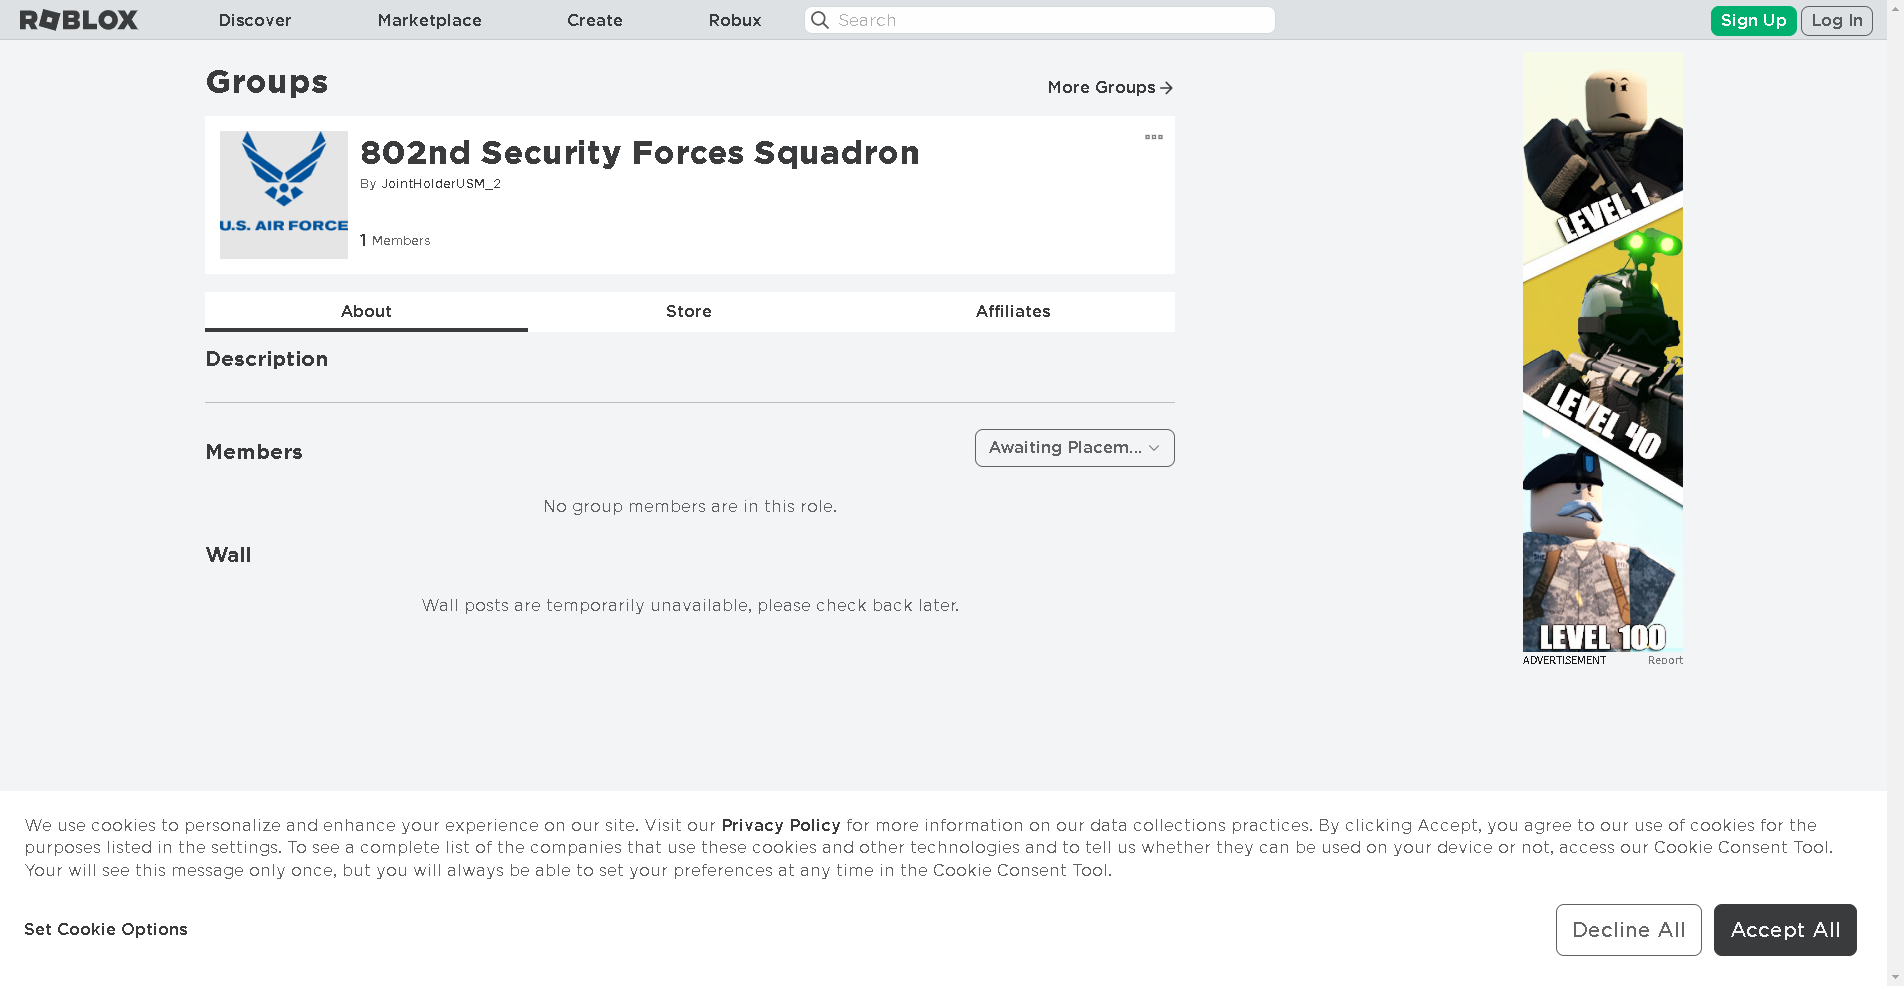 ROBLOX
Discover
Marketplace
Create
Robux
Search
Sign Up
Log In
Groups
More Groups
802nd Security Forces Squadron
By JointHolderUSM_2
1 Members
U.S. AIR FORCE
About
Store
Affiliates
Description
Members
Awaiting Placem...
No group members are in this role.
Wall
Wall posts are temporarily unavailable, please check back later.
LEVEL 1
LEVEL 40
LEVEL 100
ADVERTISEMENT
Report
We use cookies to personalize and enhance your experience on our site. Visit our Privacy Policy for more information on our data collections practices. By clicking Accept, you agree to our use of cookies for the
purposes listed in the settings. To see a complete list of the companies that use these cookies and other technologies and to tell us whether they can be used on your device or not, access our Cookie Consent Tool.
Your will see this message only once, but you will always be able to set your preferences at any time in the Cookie Consent Tool.
Set Cookie Options
Decline All
Accept All